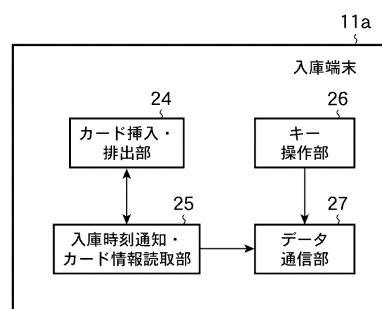 11a
入庫端末
24
カード挿入・
排出部
26
キー
操作部
25
入庫時刻通知・
カード情報読取部
27
データ
通信部